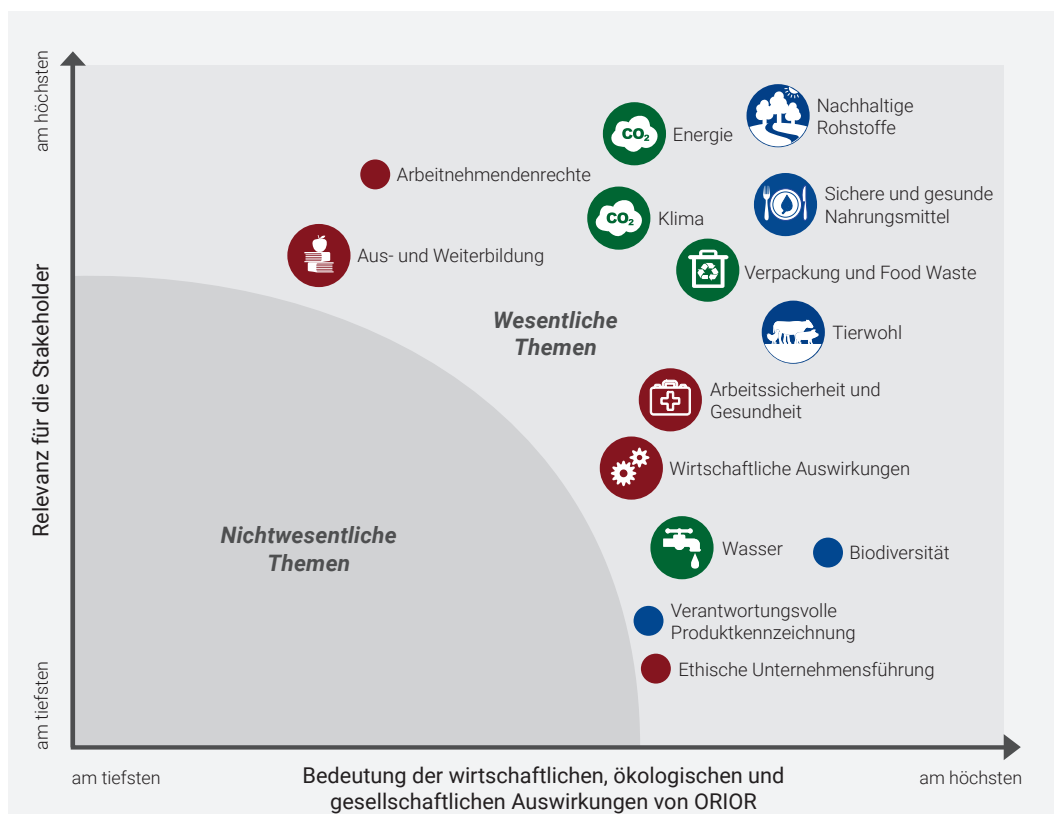 am höchsten
Relevanz für die Stakeholder
am tiefsten
Nachhaltige
Rohstoffe
CO₂
Energie
Arbeitnehmendenrechte
Sichere und gesunde
Nahrungsmittel
CO₂
Klima
Aus- und Weiterbildung
Verpackung und Food Waste
Wesentliche
Themen
Tierwohl
Arbeitssicherheit und
Gesundheit
Wirtschaftliche Auswirkungen
Nichtwesentliche
Themen
Wasser
Biodiversität
Verantwortungsvolle
Produktkennzeichnung
Ethische Unternehmensführung
am tiefsten
Bedeutung der wirtschaftlichen, ökologischen und
gesellschaftlichen Auswirkungen von ORIOR
am höchsten